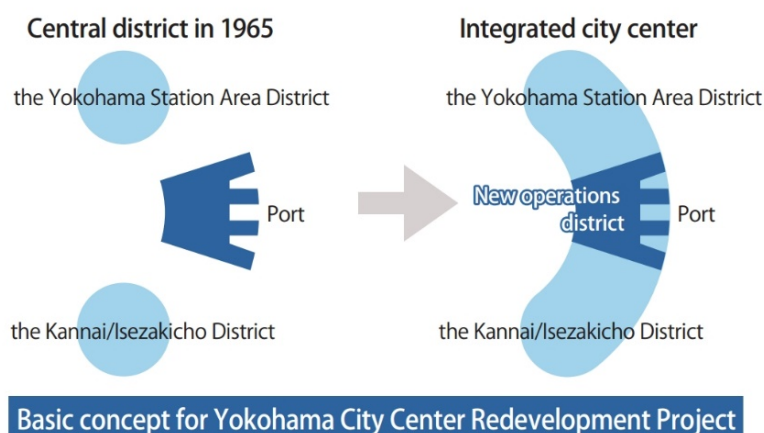 Central district in 1965
the Yokohama Station Area District
Port
the Kannai/Isezakicho District
Integrated city center
the Yokohama Station Area District
New operations
district
Port
the Kannai/Isezakicho District
Basic concept for Yokohama City Center Redevelopment Project